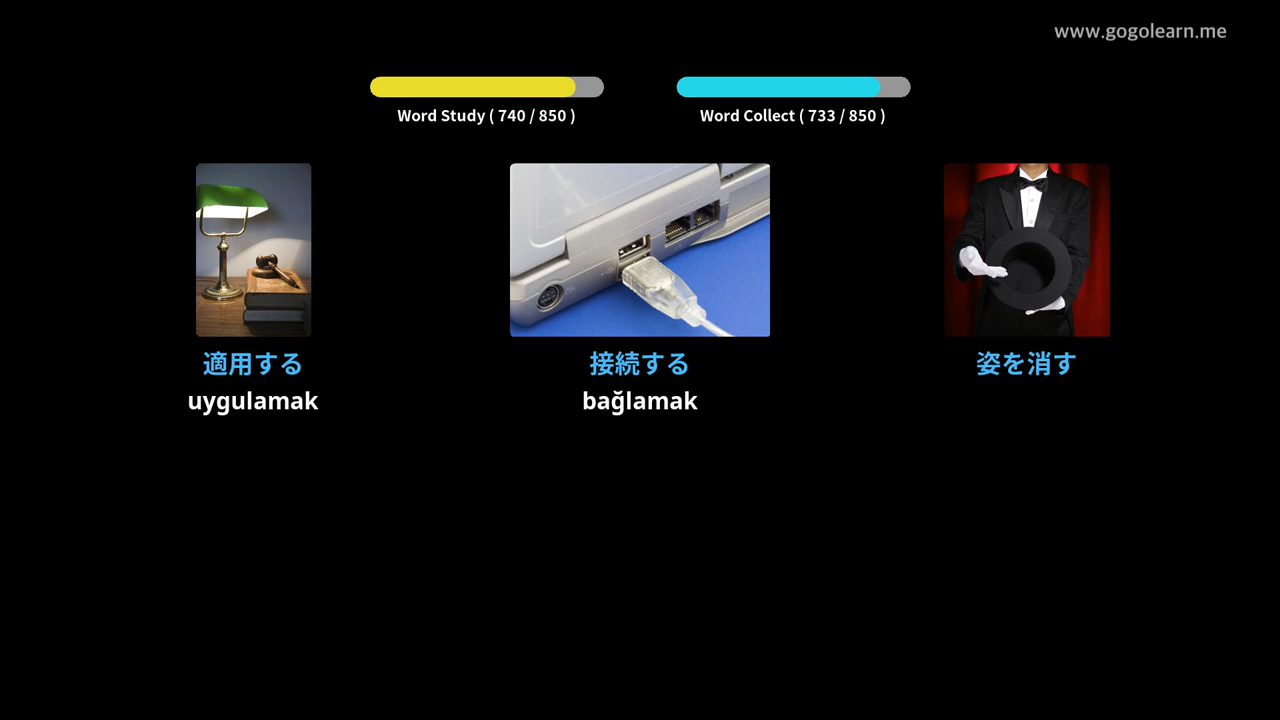 www.gogolearn.me
Word Study ( 740 / 850 )
Word Collect ( 733 / 850 )
適用する
接続する
姿を消す
uygulamak
bağlamak